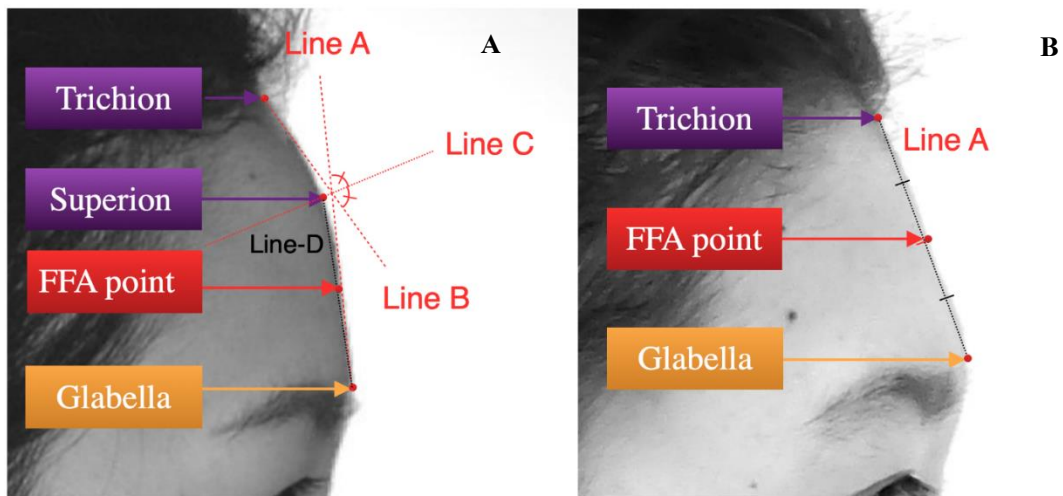 A
Line A
Trichion
Line C
Superion
Line-D
FFA point
Line B
Glabella
B
Trichion
Line A
FFA point
Glabella